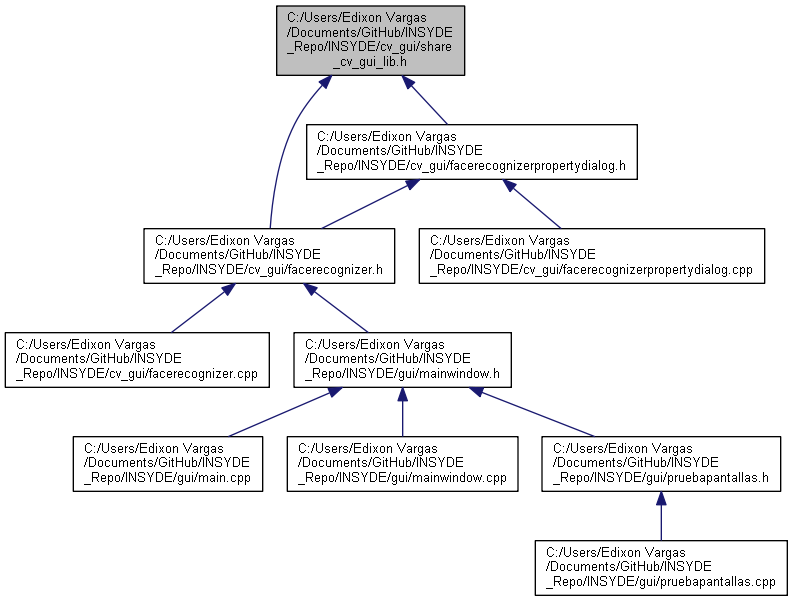 C:/Users/Edixon Vargas
/Documents/GitHub/INSYDE
_Repo/INSYDE/cv_gui/share
_cv_gui_lib.h
C:/Users/Edixon Vargas
/Documents/GitHub/INSYDE
_Repo/INSYDE/cv_gui/facerecognizerpropertydialog.h
C:/Users/Edixon Vargas
/Documents/GitHub/INSYDE
_Repo/INSYDE/cv_gui/facerecognizer.h
C:/Users/Edixon Vargas
/Documents/GitHub/INSYDE
_Repo/INSYDE/cv_gui/facerecognizerpropertydialog.cpp
C:/Users/Edixon Vargas
/Documents/GitHub/INSYDE
_Repo/INSYDE/cv_gui/facerecognizer.cpp
C:/Users/Edixon Vargas
/Documents/GitHub/INSYDE
_Repo/INSYDE/gui/mainwindow.h
C:/Users/Edixon Vargas
/Documents/GitHub/INSYDE
_Repo/INSYDE/gui/main.cpp
C:/Users/Edixon Vargas
/Documents/GitHub/INSYDE
_Repo/INSYDE/gui/mainwindow.cpp
C:/Users/Edixon Vargas
/Documents/GitHub/INSYDE
_Repo/INSYDE/gui/pruebapantallas.h
C:/Users/Edixon Vargas
/Documents/GitHub/INSYDE
_Repo/INSYDE/gui/pruebapantallas.cpp